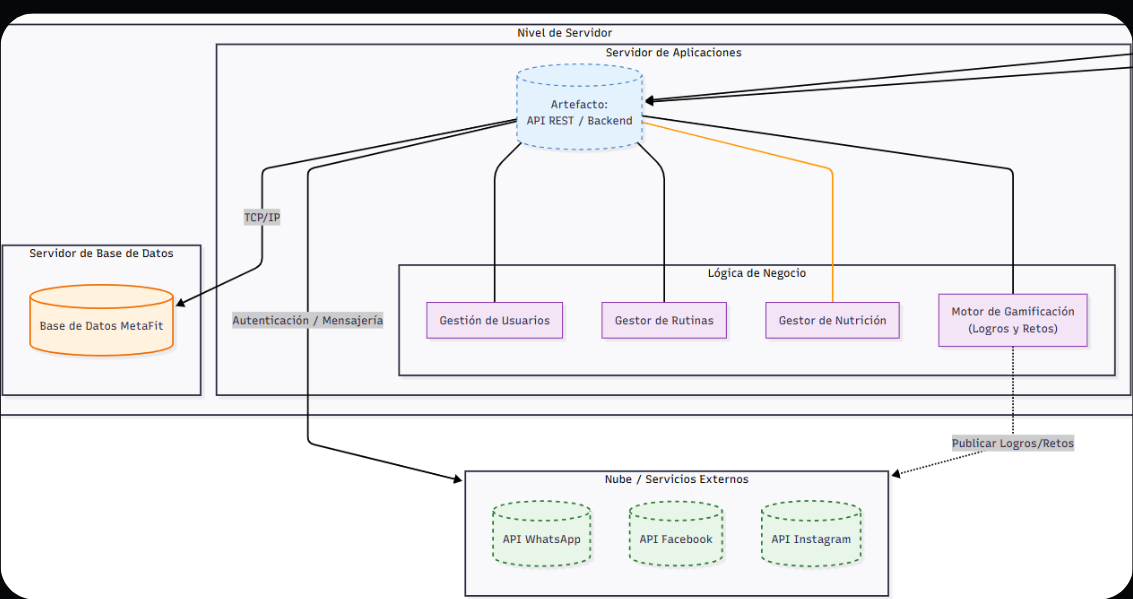 Nivel de Servidor
Servidor de Aplicaciones
Artefacto:
API REST / Backend
TCP/IP
Servidor de Base de Datos
Base de Datos MetaFit
Autenticación / Mensajería
Lógica de Negocio
Gestión de Usuarios
Gestor de Rutinas
Gestor de Nutrición
Motor de Gamificación
(Logros y Retos)
Publicar Logros/Retos
Nube / Servicios Externos
API WhatsApp
API Facebook
API Instagram